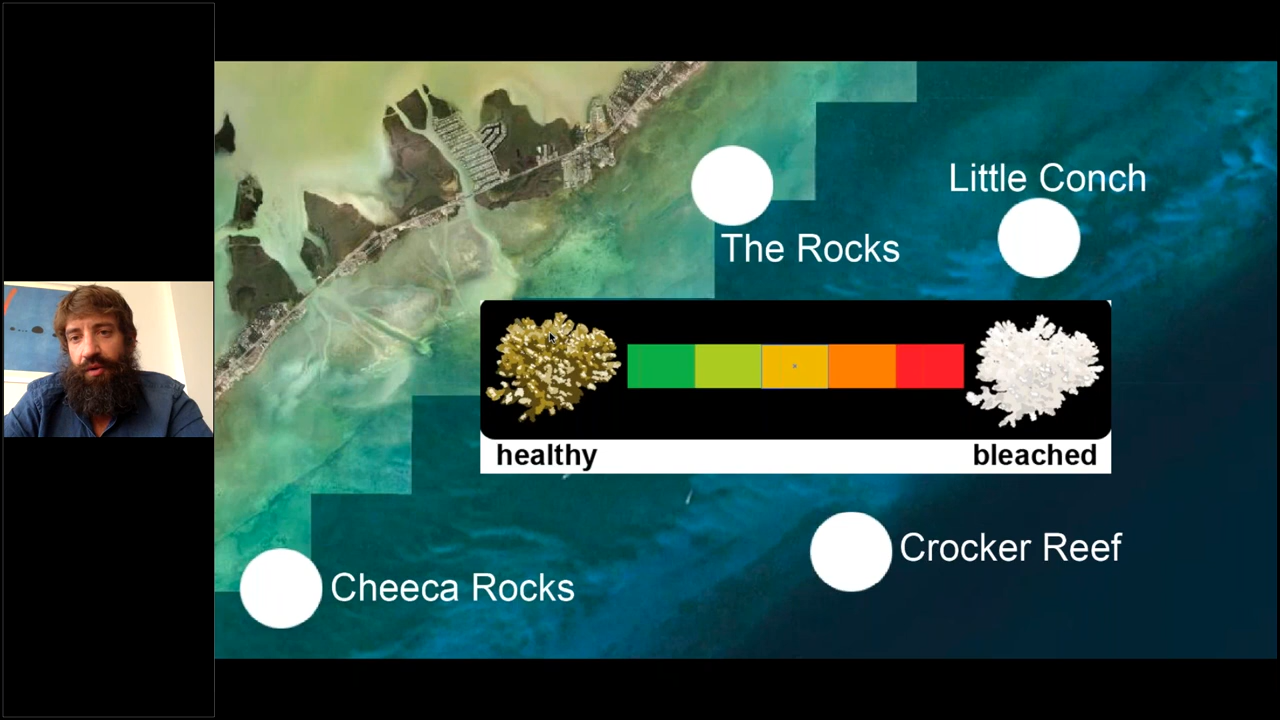 Little Conch
The Rocks
healthy
bleached
Crocker Reef
Cheeca Rocks